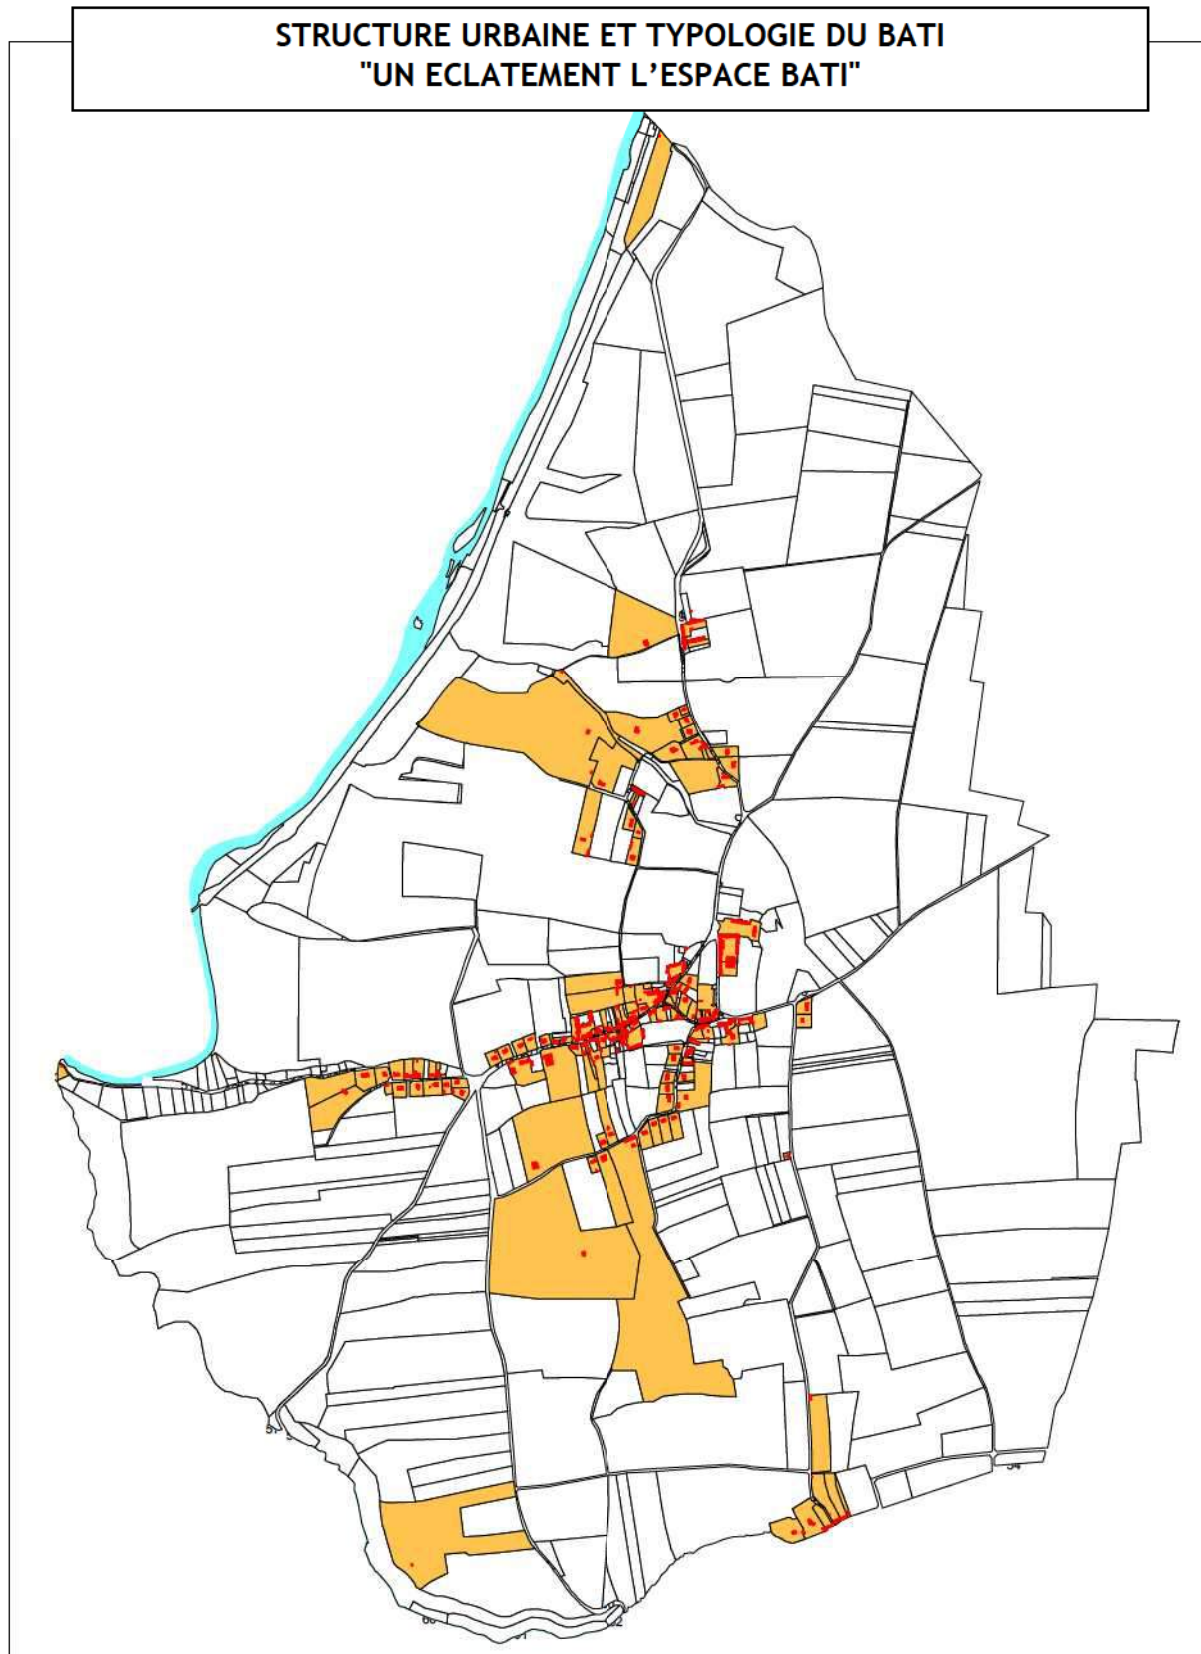 STRUCTURE URBAINE ET TYPOLOGIE DU BATI
"UN ECLATEMENT L’ESPACE BATI"